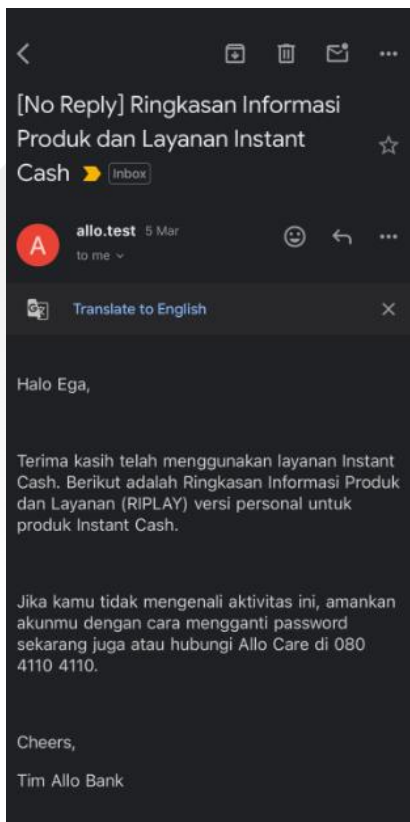 [No Reply] Ringkasan Informasi
Produk dan Layanan Instant
Cash Inbox
allo.test 5 Mar
A
to me
Translate to English
Halo Ega,
Terima kasih telah menggunakan layanan Instant
Cash. Berikut adalah Ringkasan Informasi Produk
dan Layanan (RIPLAY) versi personal untuk
produk Instant Cash.
Jika kamu tidak mengenali aktivitas ini, amankan
akunmu dengan cara mengganti password
sekarang juga atau hubungi Allo Care di 080
4110 4110.
Cheers,
Tim Allo Bank